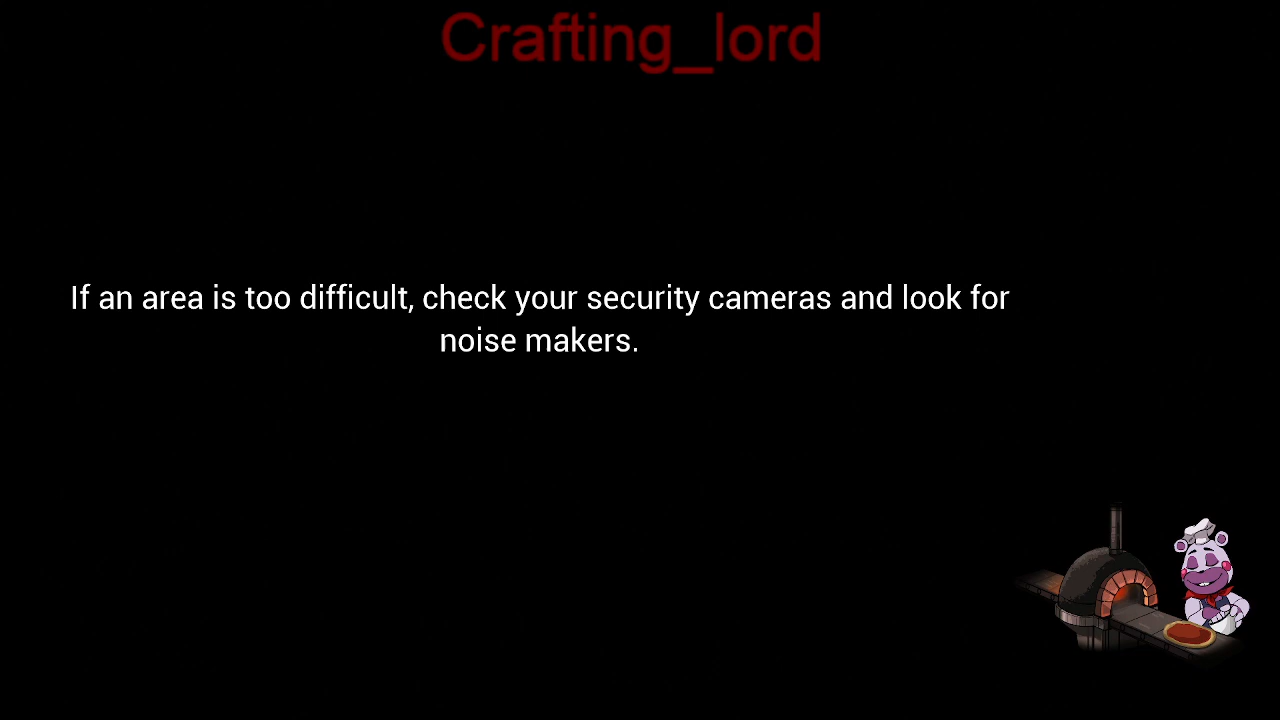 Crafting_lord
If an area is too difficult, check your security cameras and look for
noise makers.